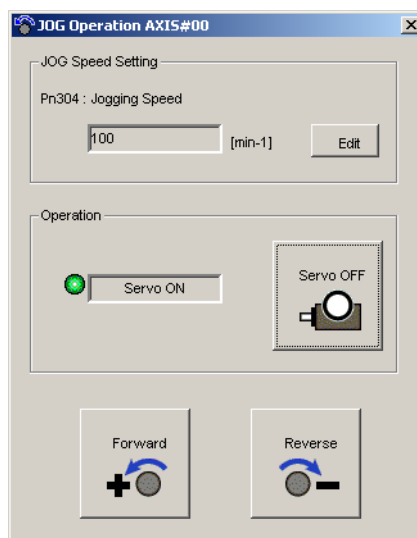 JOG Operation AXIS#00
JOG Speed Setting
Pn304 : Jogging Speed
100 [min-1] Edit
Operation
Servo ON
Servo OFF
Forward
Reverse